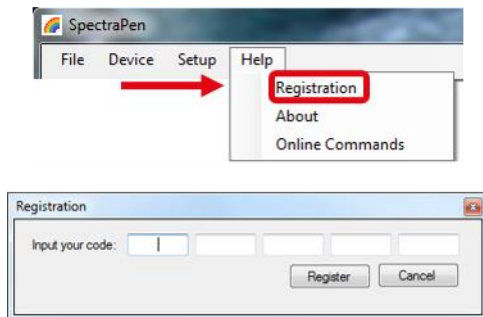 SpectraPen
File Device Setup Help
Registration
About
Online Commands
Registration
Input your code:
Register Cancel